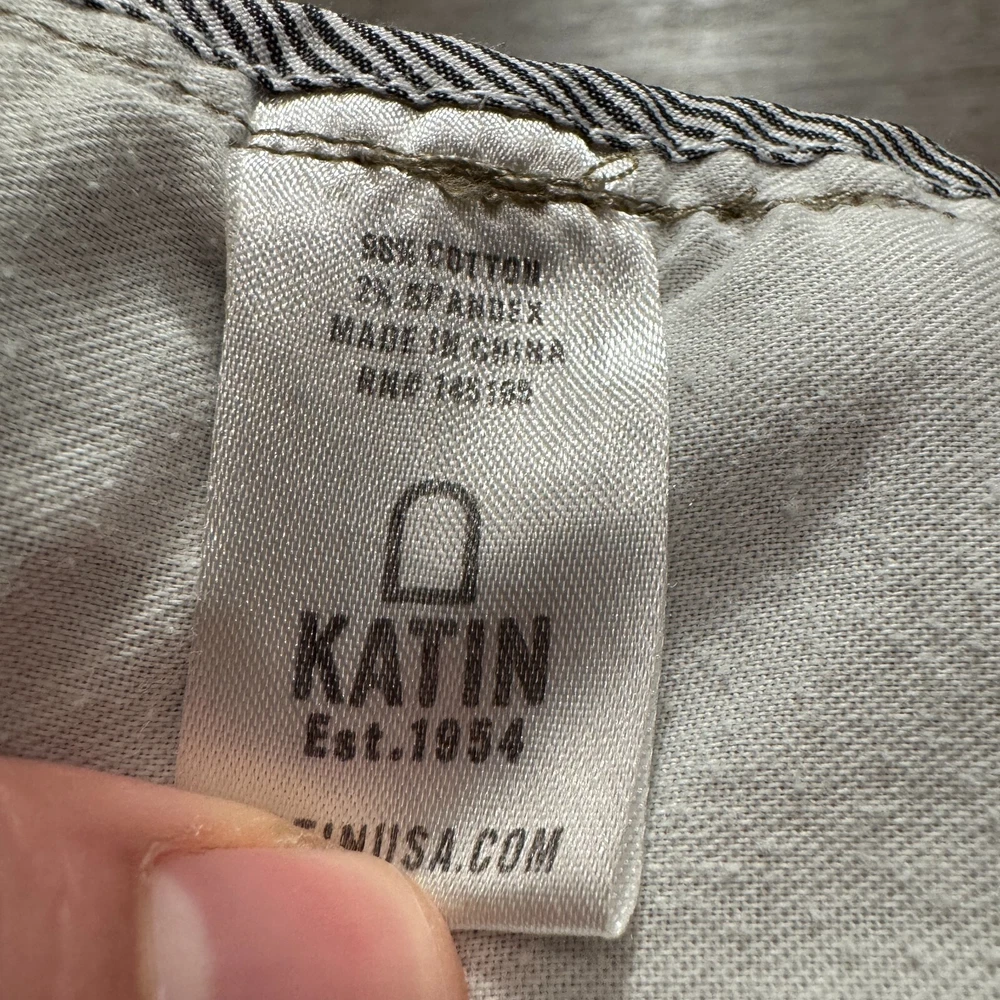 98% COTTON
2% SPANDEX
MADE IN CHINA
KATIN
Est.1954
TINUSA.COM